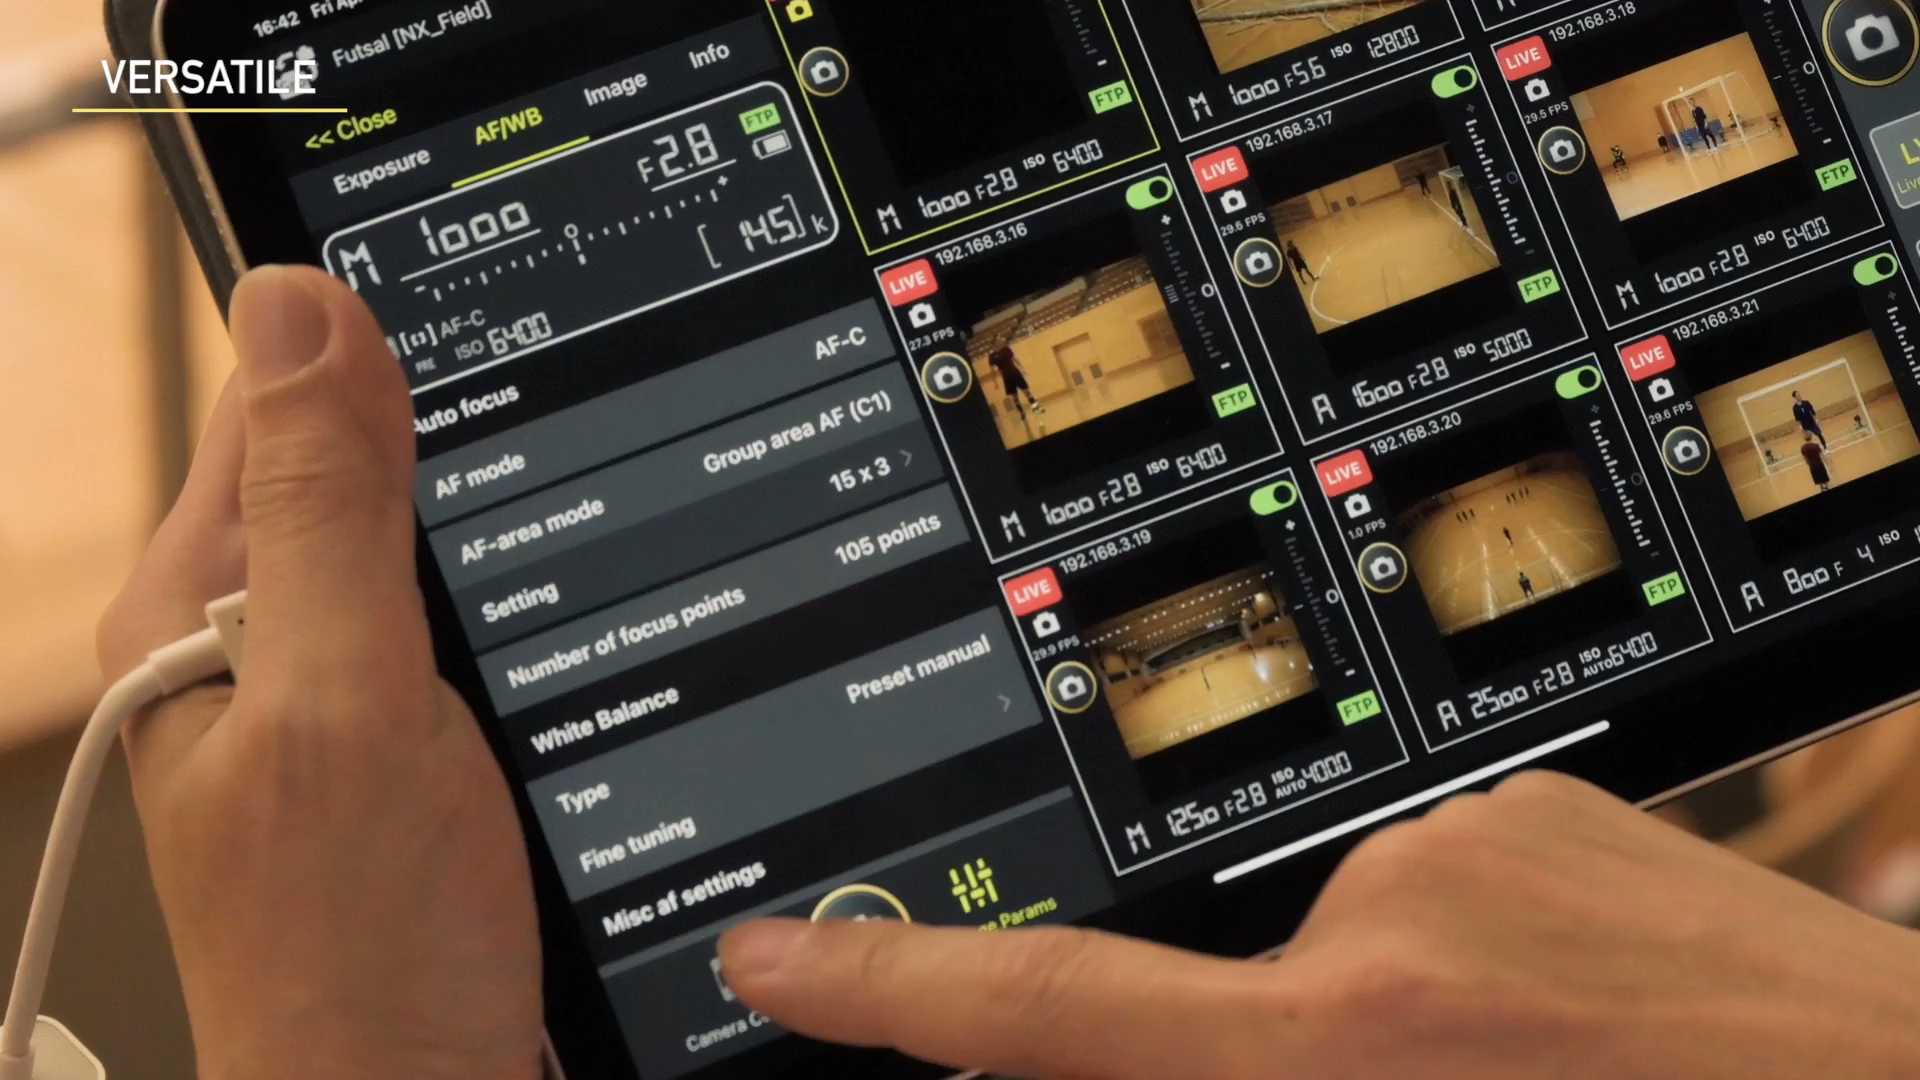 VERSATILE
16:42 Fri
Futsal [NX_Field]
<< Close
Exposure
AF/WB
Image
Info
M 1000 F2.8 FTP
[ 14.5] k
AF-C
PRE ISO 6400
Auto focus
AF mode AF-C
AF-area mode Group area AF (C1)
Setting 15 x 3 >
Number of focus points 105 points
White Balance
Type Preset manual
Fine tuning >
Misc af settings
Params
Camera
FTP
M 1000 F2.8 ISO 6400
M 1000 F5.6 ISO 12800
192.168.3.16
LIVE
27.3 FPS
FTP
M 1000 F2.8 ISO 6400
192.168.3.17
LIVE
29.6 FPS
FTP
A 1600 F2.8 ISO 5000
192.168.3.18
LIVE
29.5 FPS
FTP
M 1000 F2.8 ISO 6400
192.168.3.19
LIVE
29.9 FPS
FTP
M 1250 F2.8 ISO AUTO 4000
192.168.3.20
LIVE
1.0 FPS
FTP
A 2500 F2.8 ISO AUTO 6400
192.168.3.21
LIVE
29.6 FPS
A 800 F 4 ISO